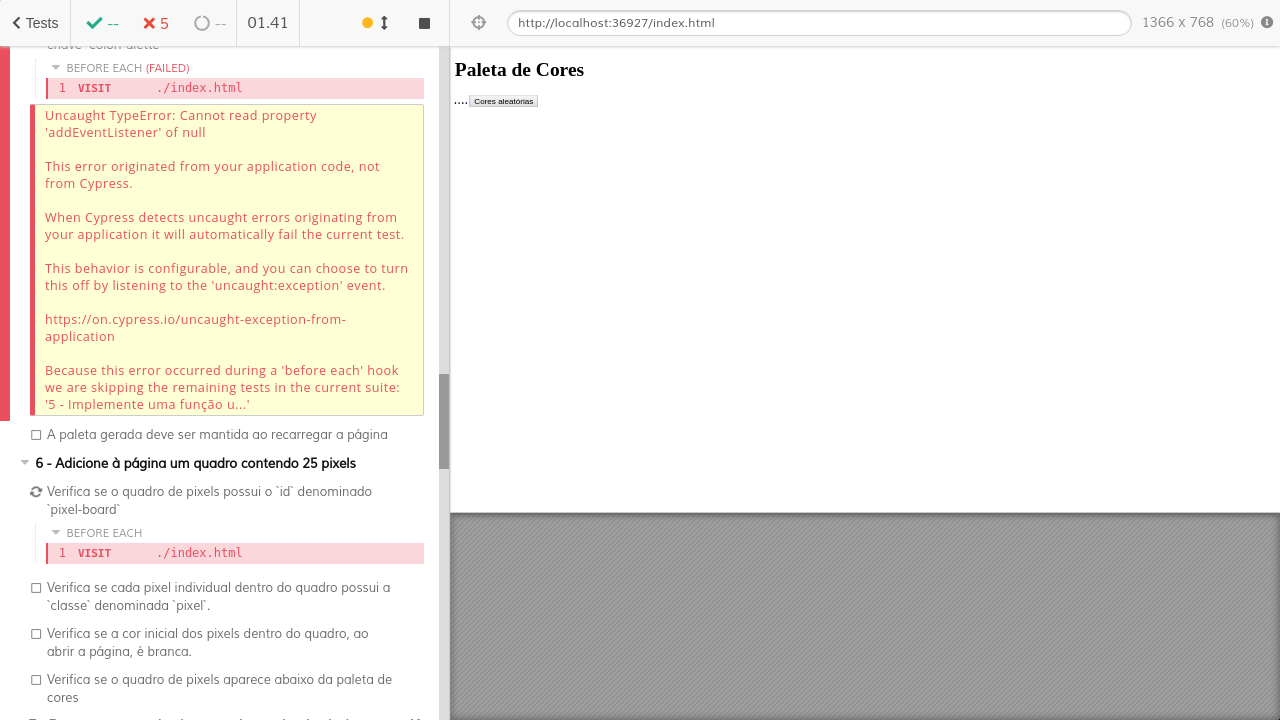 Tests
--
5
--
01.41
http://localhost:36927/index.html
1366 x 768 (60%)
chave `colorPalette`
BEFORE EACH (FAILED)
1 VISIT ./index.html
Uncaught TypeError: Cannot read property
'addEventListener' of null
This error originated from your application code, not
from Cypress.
When Cypress detects uncaught errors originating from
your application it will automatically fail the current test.
This behavior is configurable, and you can choose to turn
this off by listening to the 'uncaught:exception' event.
https://on.cypress.io/uncaught-exception-from-
application
Because this error occurred during a 'before each' hook
we are skipping the remaining tests in the current suite:
'5 - Implemente uma função u...'
A paleta gerada deve ser mantida ao recarregar a página
6 - Adicione à página um quadro contendo 25 pixels
Verifica se o quadro de pixels possui o `id` denominado
`pixel-board`
BEFORE EACH
1 VISIT ./index.html
Verifica se cada pixel individual dentro do quadro possui a
`classe` denominada `pixel`.
Verifica se a cor inicial dos pixels dentro do quadro, ao
abrir a página, é branca.
Verifica se o quadro de pixels aparece abaixo da paleta de
cores
Paleta de Cores
.... Cores aleatórias